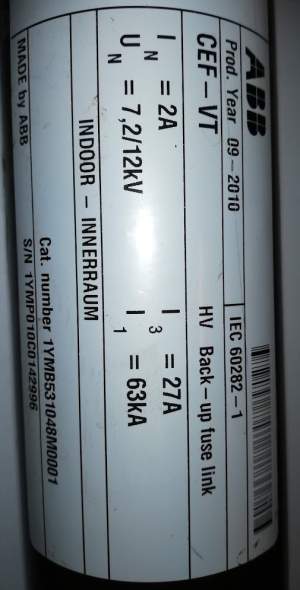 ABB
Prod. Year 09-2010 IEC 60282-1
CEF-VT HV Back-up fuse link
I N = 2A I 3 = 27A
U N = 7,2/12kV I 1 = 63kA
INDOOR - INNERRAUM
Cat. number 1YMB531048M0001
MADE by ABB S/N 1YMP010C0142996